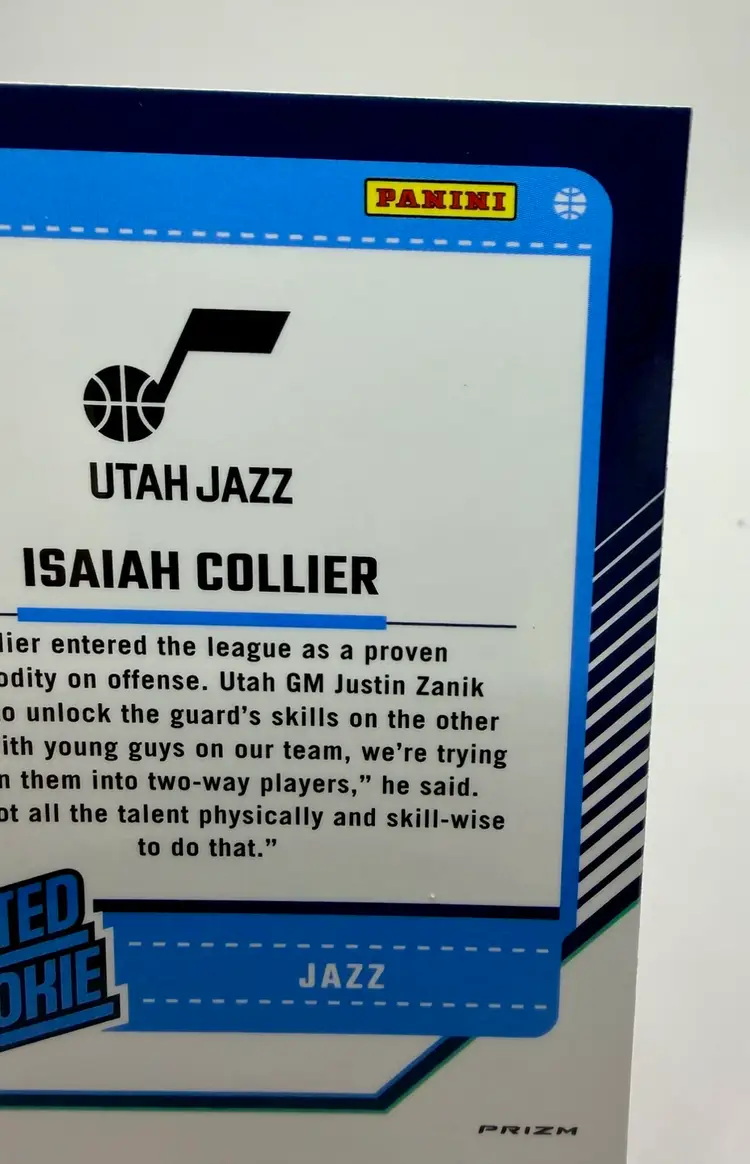 PANINI
UTAH JAZZ
ISAIAH COLLIER
lier entered the league as a proven
odity on offense. Utah GM Justin Zanik
o unlock the guard’s skills on the other
ith young guys on our team, we’re trying
n them into two-way players,” he said.
ot all the talent physically and skill-wise
to do that.”
TED
OKIE
JAZZ
PRIZM